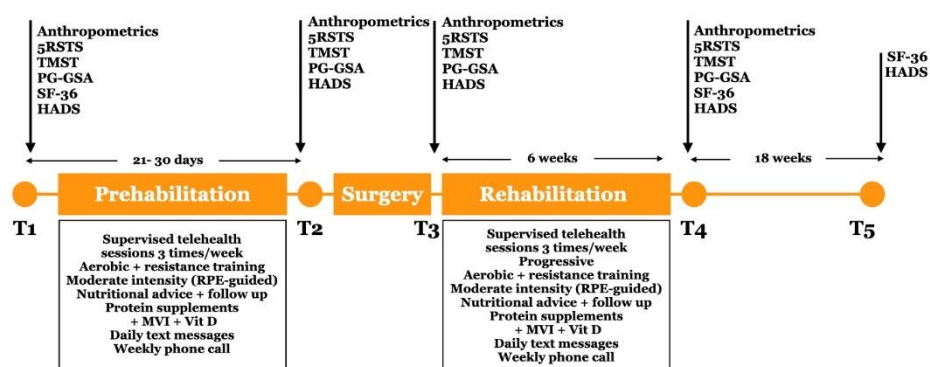 Anthropometrics
5RSTS
TMST
PG-GSA
SF-36
HADS
Anthropometrics
5RSTS
TMST
PG-GSA
HADS
Anthropometrics
5RSTS
TMST
PG-GSA
HADS
Anthropometrics
5RSTS
TMST
PG-GSA
SF-36
HADS
SF-36
HADS
21- 30 days
6 weeks
18 weeks
Prehabilitation
Surgery
Rehabilitation
T1
T2
T3
T4
T5
Supervised telehealth
sessions 3 times/week
Aerobic + resistance training
Moderate intensity (RPE-guided)
Nutritional advice + follow up
Protein supplements
+ MVI + Vit D
Daily text messages
Weekly phone call
Supervised telehealth
sessions 3 times/week
Progressive
Aerobic + resistance training
Moderate intensity (RPE-guided)
Nutritional advice + follow up
Protein supplements
+ MVI + Vit D
Daily text messages
Weekly phone call